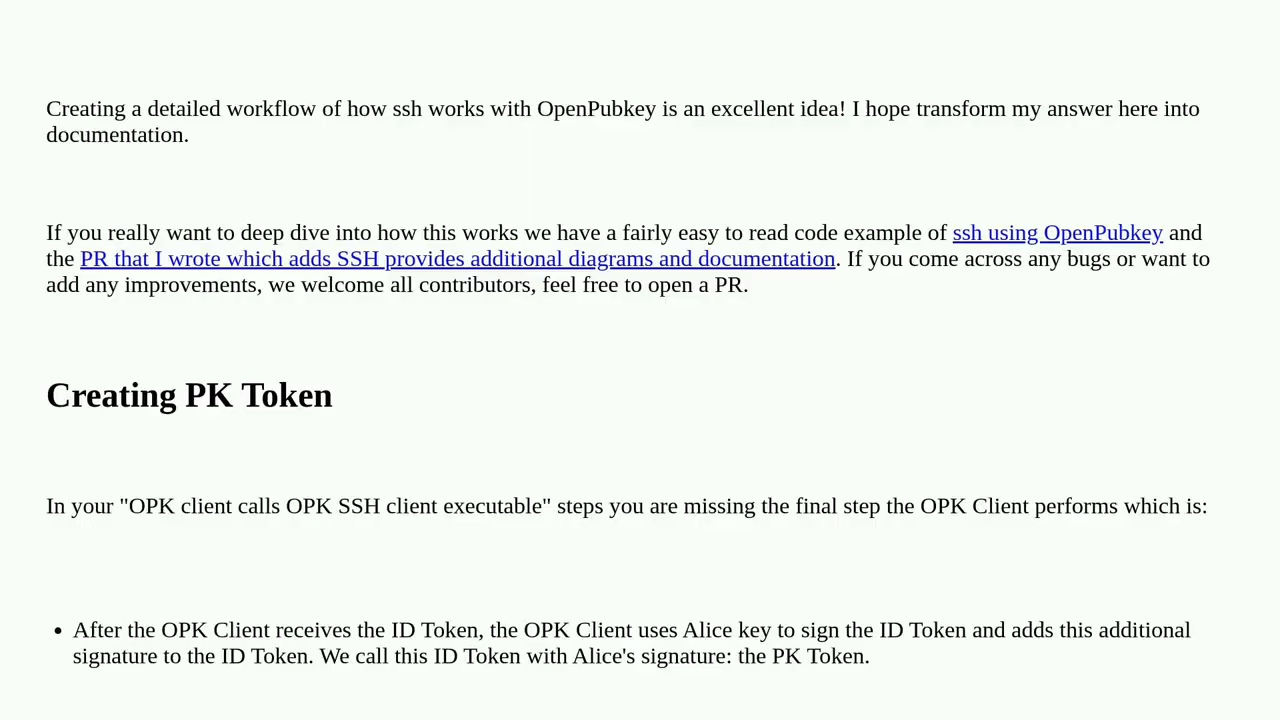 Creating a detailed workflow of how ssh works with OpenPubkey is an excellent idea! I hope transform my answer here into
documentation.
If you really want to deep dive into how this works we have a fairly easy to read code example of ssh using OpenPubkey and
the PR that I wrote which adds SSH provides additional diagrams and documentation. If you come across any bugs or want to
add any improvements, we welcome all contributors, feel free to open a PR.
Creating PK Token
In your "OPK client calls OPK SSH client executable" steps you are missing the final step the OPK Client performs which is:
• After the OPK Client receives the ID Token, the OPK Client uses Alice key to sign the ID Token and adds this additional
signature to the ID Token. We call this ID Token with Alice's signature: the PK Token.